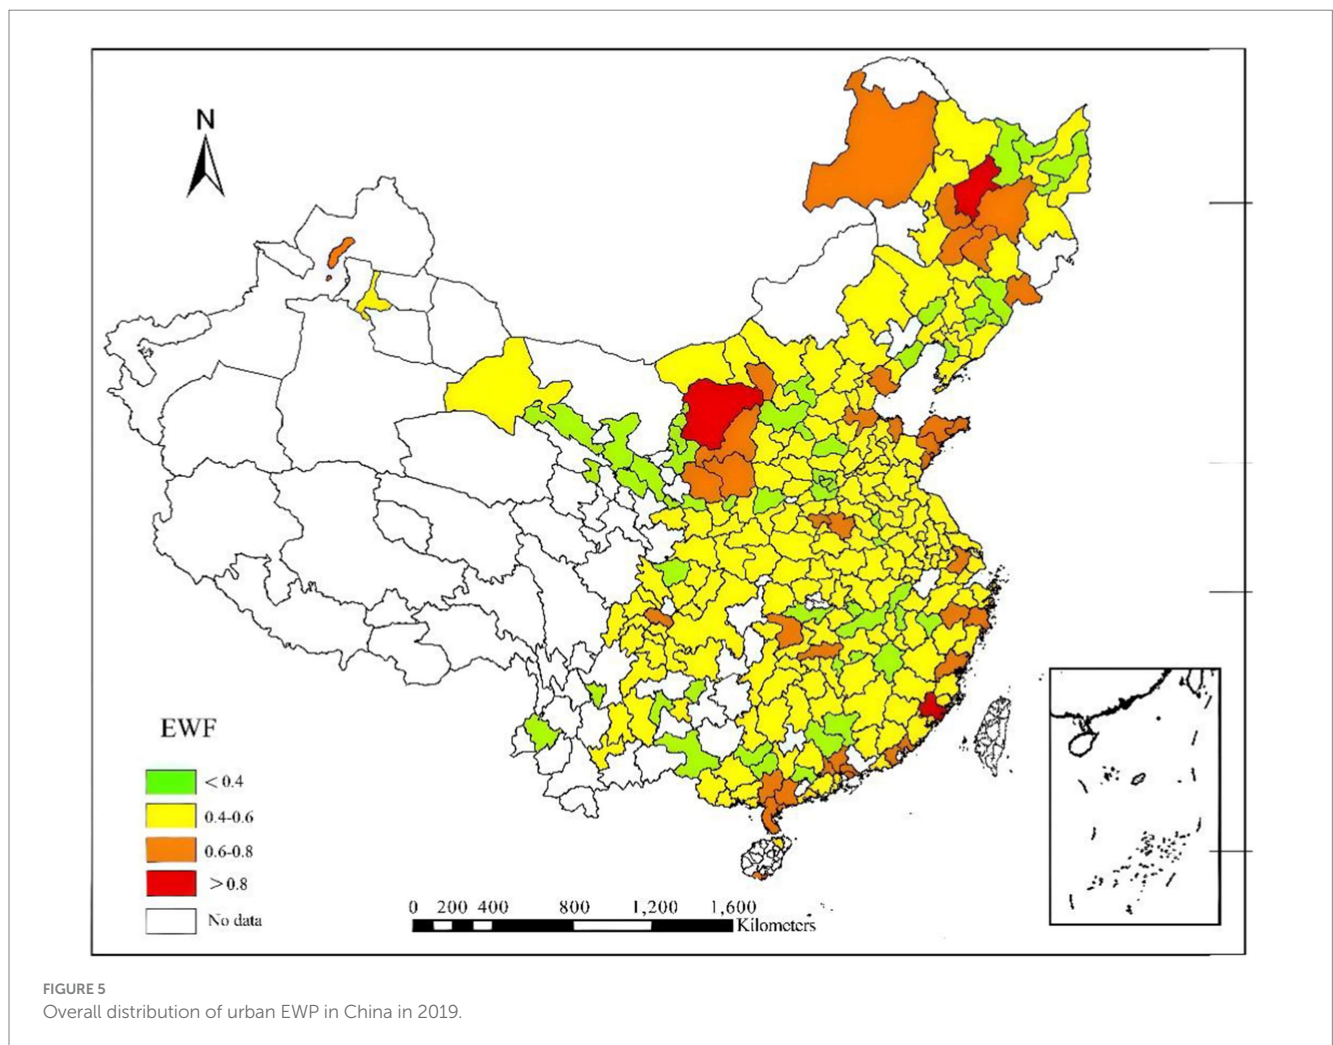 N
EWF
< 0.4
0.4-0.6
0.6-0.8
> 0.8
No data
0 200 400 800 1,200 1,600
Kilometers
FIGURE 5
Overall distribution of urban EWP in China in 2019.